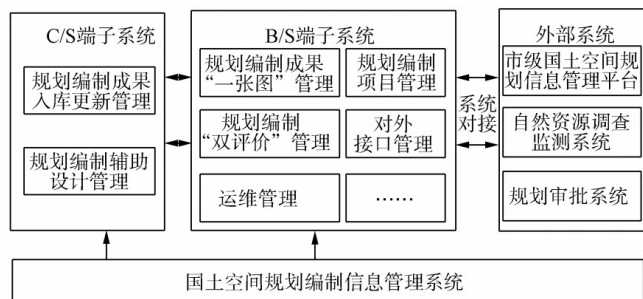 C/S端子系统
规划编制成果
入库更新管理
规划编制辅助
设计管理
B/S端子系统
规划编制成果
“一张图”管理
规划编制
项目管理
规划编制
“双评价”管理
对外
接口管理
运维管理
……
系统
对接
外部系统
市级国土空间规
划信息管理平台
自然资源调查
监测系统
规划审批系统
国土空间规划编制信息管理系统